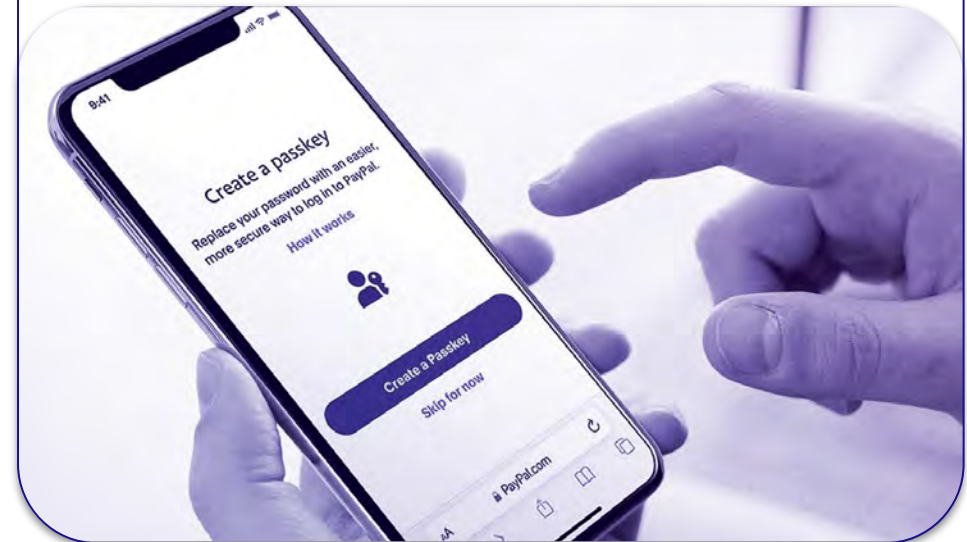 9:41
Create a passkey
Replace your password with an easier,
more secure way to log in to PayPal.
How it works
Create a Passkey
Skip for now
AA
PayPal.com